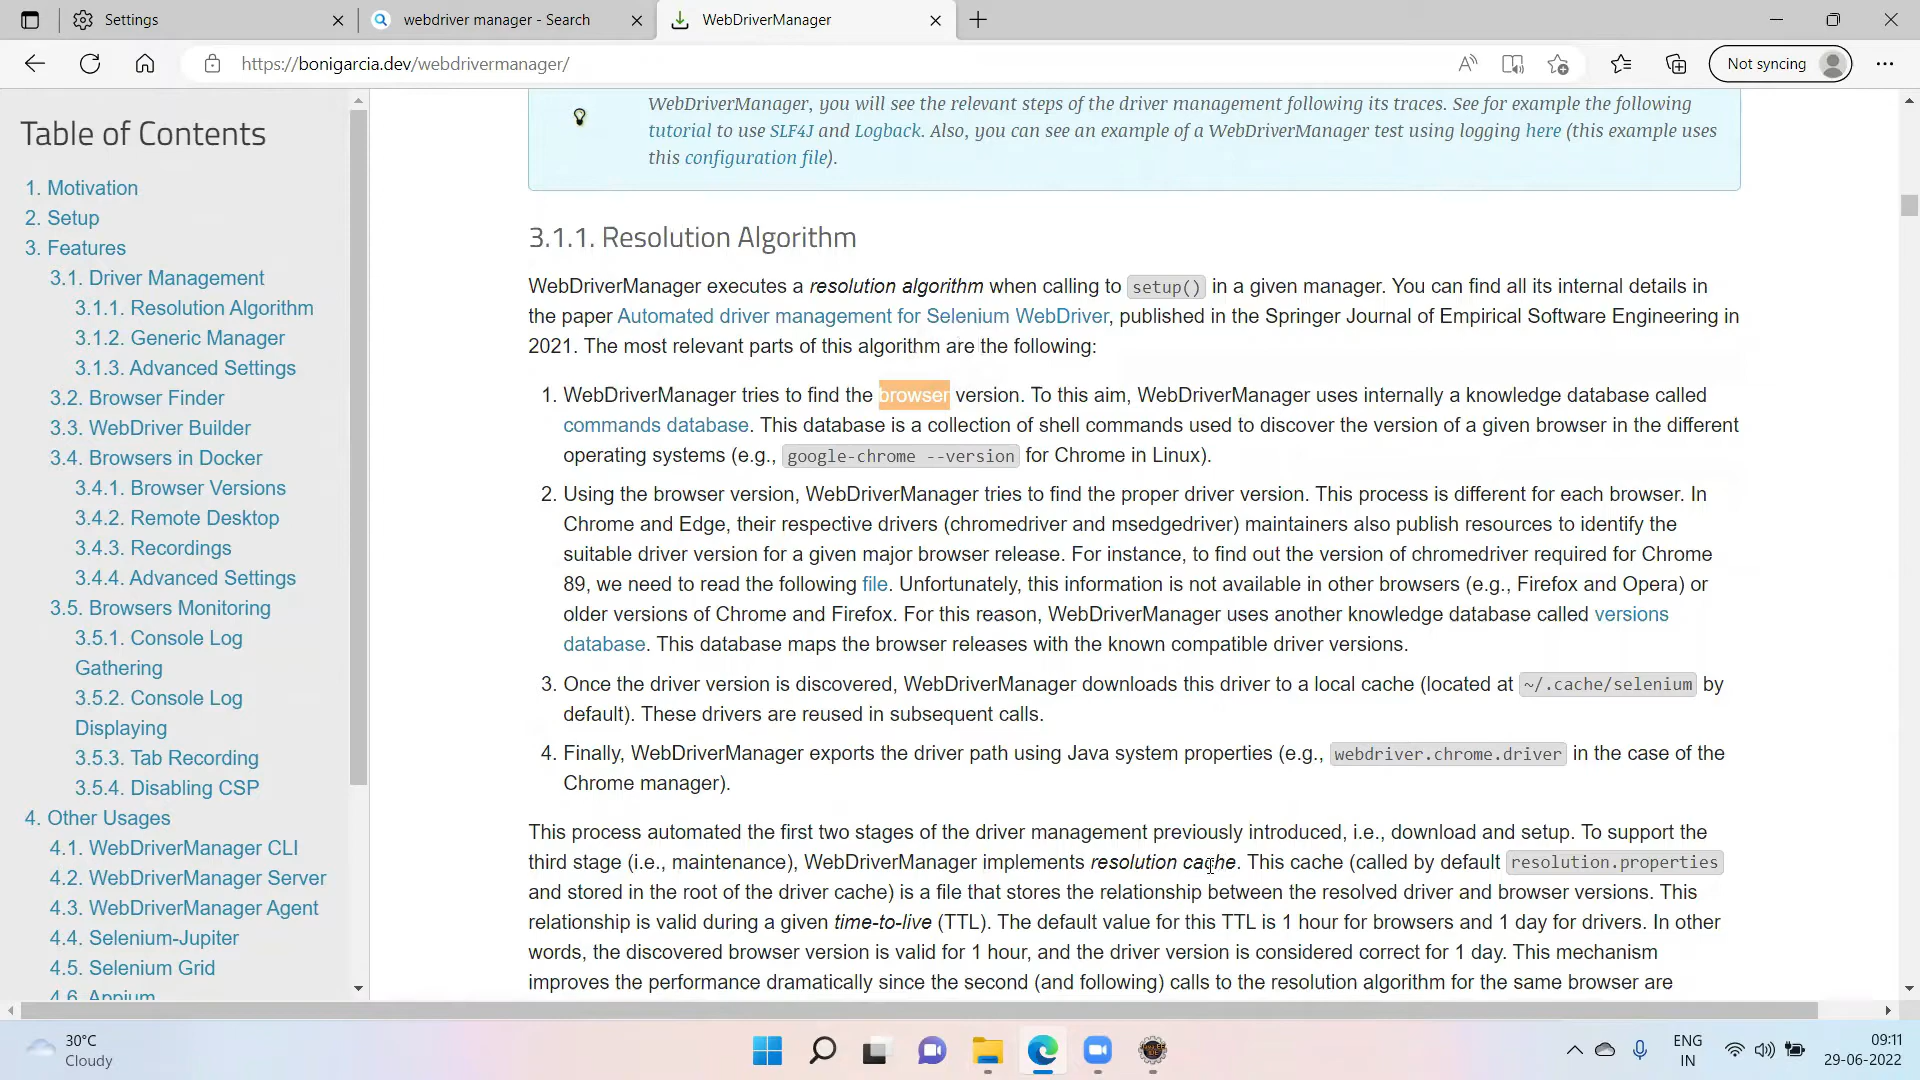 Settings
webdriver manager - Search
WebDriverManager
https://bonigarcia.dev/webdrivermanager/
Not syncing
Table of Contents
1. Motivation
2. Setup
3. Features
3.1. Driver Management
3.1.1. Resolution Algorithm
3.1.2. Generic Manager
3.1.3. Advanced Settings
3.2. Browser Finder
3.3. WebDriver Builder
3.4. Browsers in Docker
3.4.1. Browser Versions
3.4.2. Remote Desktop
3.4.3. Recordings
3.4.4. Advanced Settings
3.5. Browsers Monitoring
3.5.1. Console Log
Gathering
3.5.2. Console Log
Displaying
3.5.3. Tab Recording
3.5.4. Disabling CSP
4. Other Usages
4.1. WebDriverManager CLI
4.2. WebDriverManager Server
4.3. WebDriverManager Agent
4.4. Selenium-Jupiter
4.5. Selenium Grid
4.6. Appium
WebDriverManager, you will see the relevant steps of the driver management following its traces. See for example the following
tutorial to use SLF4J and Logback. Also, you can see an example of a WebDriverManager test using logging here (this example uses
this configuration file).
3.1.1. Resolution Algorithm
WebDriverManager executes a resolution algorithm when calling to setup() in a given manager. You can find all its internal details in
the paper Automated driver management for Selenium WebDriver, published in the Springer Journal of Empirical Software Engineering in
2021. The most relevant parts of this algorithm are the following:
1. WebDriverManager tries to find the browser version. To this aim, WebDriverManager uses internally a knowledge database called
commands database. This database is a collection of shell commands used to discover the version of a given browser in the different
operating systems (e.g., google-chrome --version for Chrome in Linux).
2. Using the browser version, WebDriverManager tries to find the proper driver version. This process is different for each browser. In
Chrome and Edge, their respective drivers (chromedriver and msedgedriver) maintainers also publish resources to identify the
suitable driver version for a given major browser release. For instance, to find out the version of chromedriver required for Chrome
89, we need to read the following file. Unfortunately, this information is not available in other browsers (e.g., Firefox and Opera) or
older versions of Chrome and Firefox. For this reason, WebDriverManager uses another knowledge database called versions
database. This database maps the browser releases with the known compatible driver versions.
3. Once the driver version is discovered, WebDriverManager downloads this driver to a local cache (located at ~/.cache/selenium by
default). These drivers are reused in subsequent calls.
4. Finally, WebDriverManager exports the driver path using Java system properties (e.g., webdriver.chrome.driver in the case of the
Chrome manager).
This process automated the first two stages of the driver management previously introduced, i.e., download and setup. To support the
third stage (i.e., maintenance), WebDriverManager implements resolution cache. This cache (called by default resolution.properties
and stored in the root of the driver cache) is a file that stores the relationship between the resolved driver and browser versions. This
relationship is valid during a given time-to-live (TTL). The default value for this TTL is 1 hour for browsers and 1 day for drivers. In other
words, the discovered browser version is valid for 1 hour, and the driver version is considered correct for 1 day. This mechanism
improves the performance dramatically since the second (and following) calls to the resolution algorithm for the same browser are
30°C
Cloudy
ENG
IN
09:11
29-06-2022